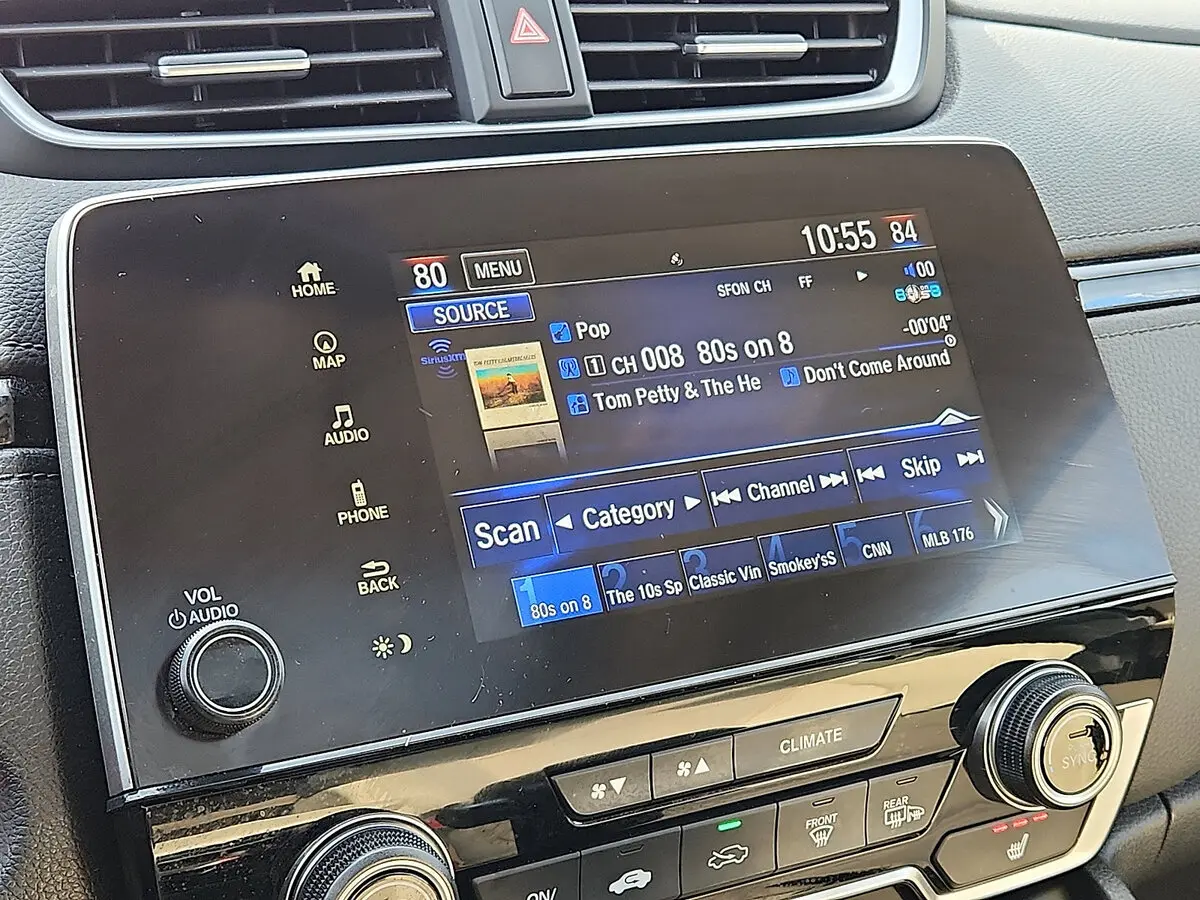 10:55 84
80 MENU
SFON CH FF
00
SOURCE
HOME
SiriusXM
Pop
-00'04"
1 CH 008 80s on 8
MAP
Tom Petty & The He Don't Come Around
AUDIO
Scan Category Channel Skip
PHONE
1 80s on 8
2 The 10s Sp
3 Classic Vin
4 Smokey'sS
5 CNN
6 MLB 176
BACK
VOL
AUDIO
CLIMATE
SYNC
FRONT
REAR
ON/